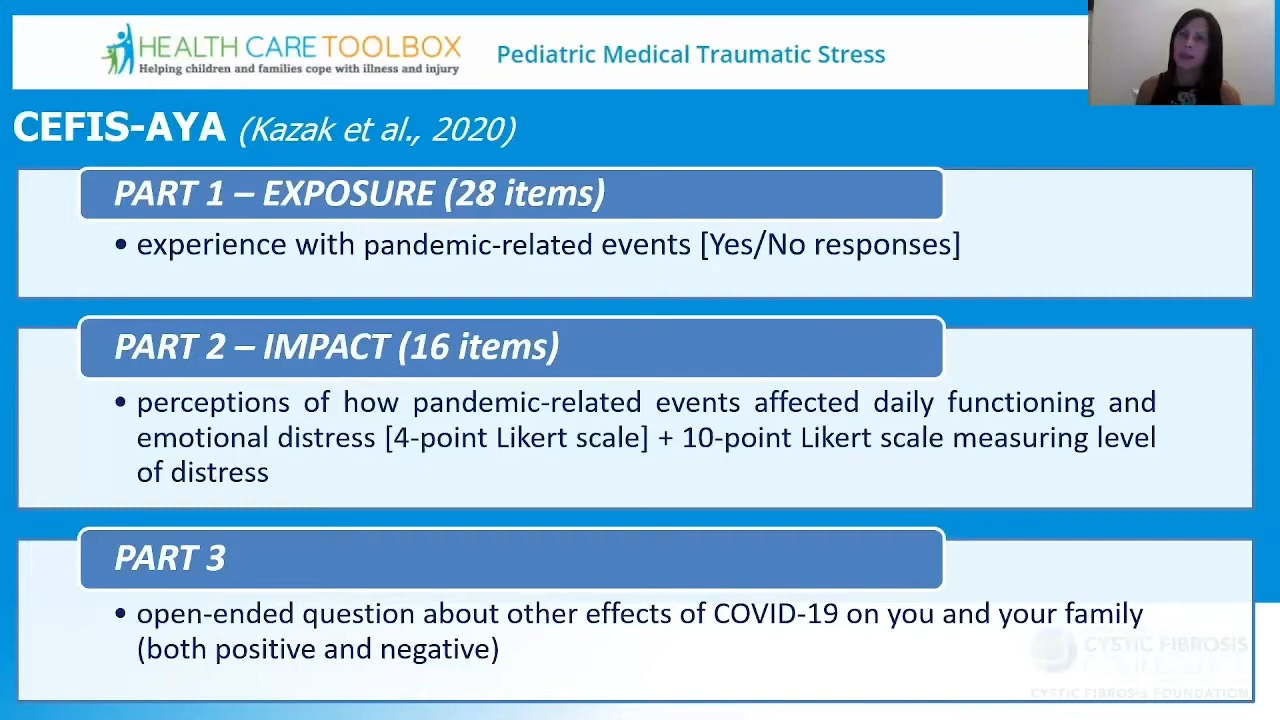 HEALTH CARE TOOLBOX
Helping children and families cope with illness and injury
Pediatric Medical Traumatic Stress
CEFIS-AYA (Kazak et al., 2020)
PART 1 – EXPOSURE (28 items)
• experience with pandemic-related events [Yes/No responses]
PART 2 – IMPACT (16 items)
• perceptions of how pandemic-related events affected daily functioning and
emotional distress [4-point Likert scale] + 10-point Likert scale measuring level
of distress
PART 3
• open-ended question about other effects of COVID-19 on you and your family
(both positive and negative)
CYSTIC FIBROSIS
CYSTIC FIBROSIS FOUNDATION